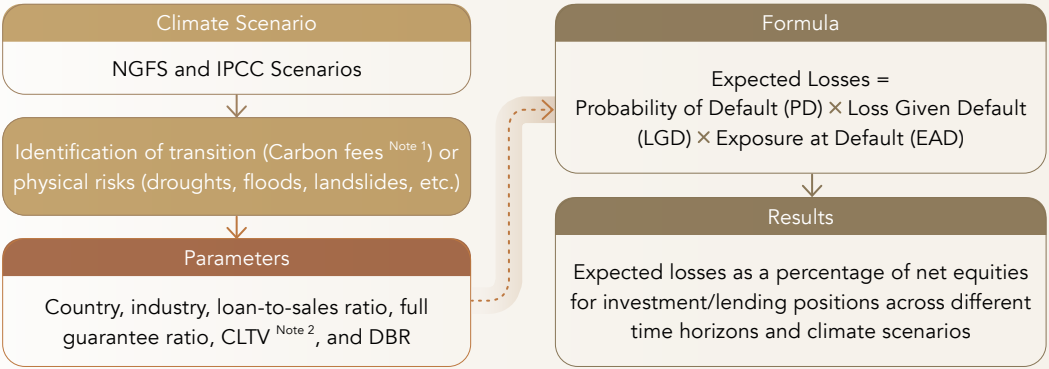 Climate Scenario
NGFS and IPCC Scenarios
Identification of transition (Carbon fees Note 1) or
physical risks (droughts, floods, landslides, etc.)
Parameters
Country, industry, loan-to-sales ratio, full
guarantee ratio, CLTV Note 2, and DBR
Formula
Expected Losses =
Probability of Default (PD) × Loss Given Default
(LGD) × Exposure at Default (EAD)
Results
Expected losses as a percentage of net equities
for investment/lending positions across different
time horizons and climate scenarios